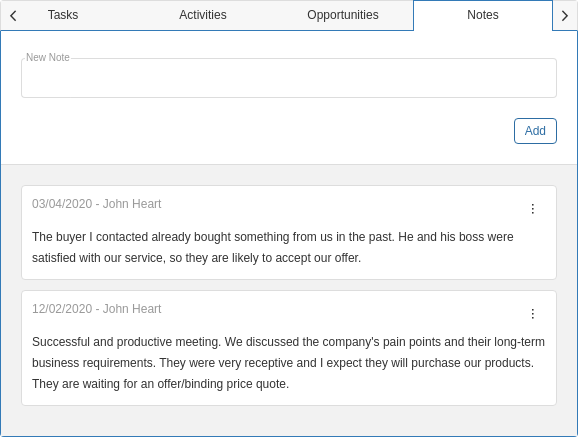 Tasks
Activities
Opportunities
Notes
New Note
Add
03/04/2020 - John Heart
The buyer I contacted already bought something from us in the past. He and his boss were
satisfied with our service, so they are likely to accept our offer.
12/02/2020 - John Heart
Successful and productive meeting. We discussed the company's pain points and their long-term
business requirements. They were very receptive and I expect they will purchase our products.
They are waiting for an offer/binding price quote.